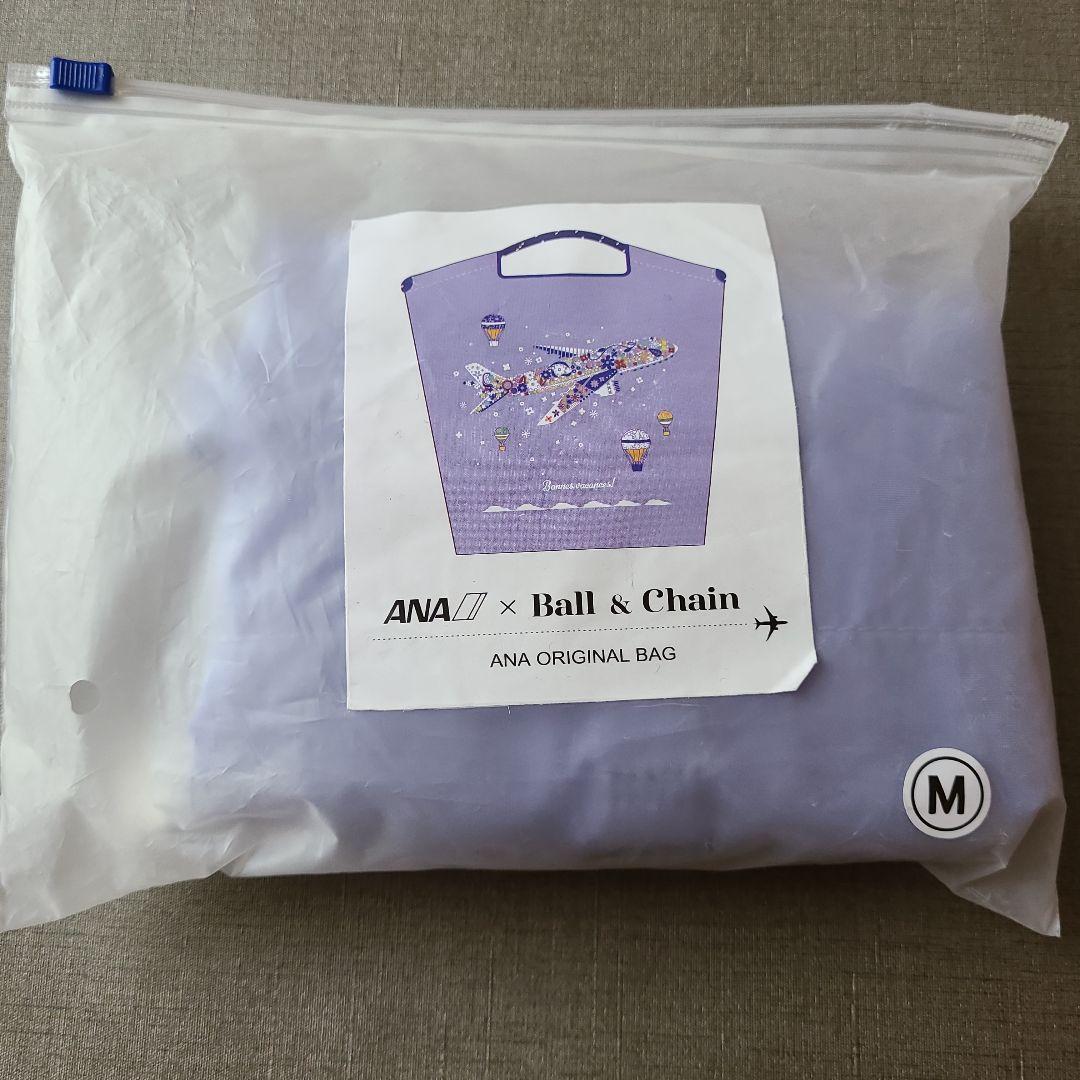 Bonnes vacances!
ANA × Ball & Chain
ANA ORIGINAL BAG
M